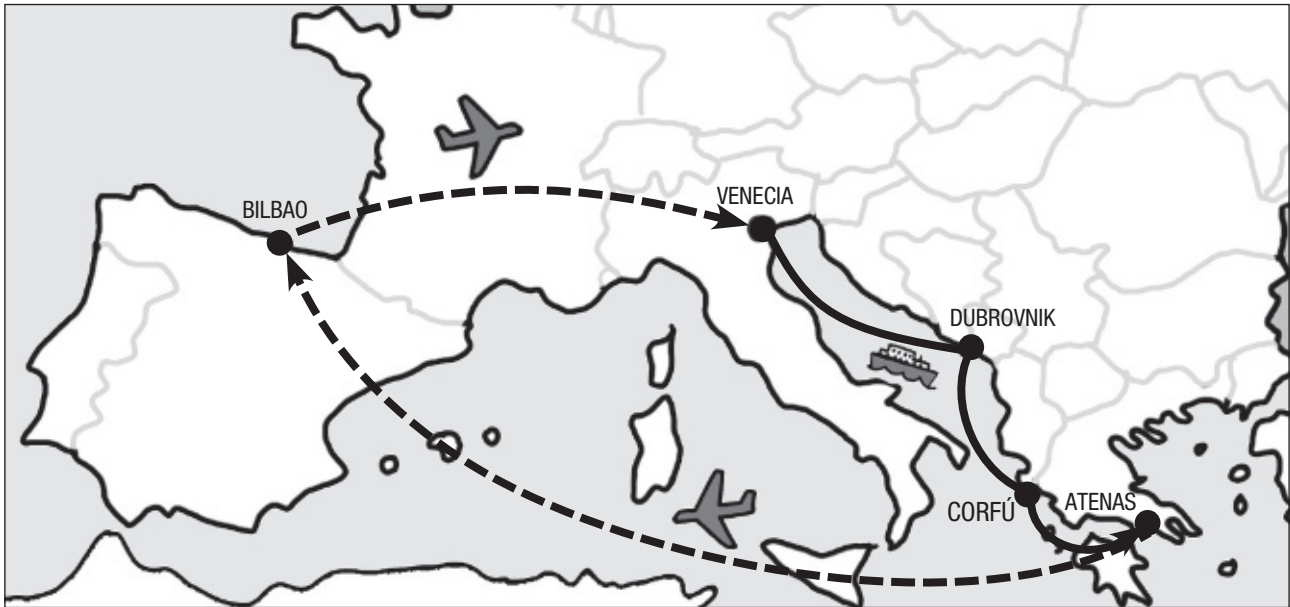 VENECIA
BILBAO
DUBROVNIK
CORFÚ
ATENAS